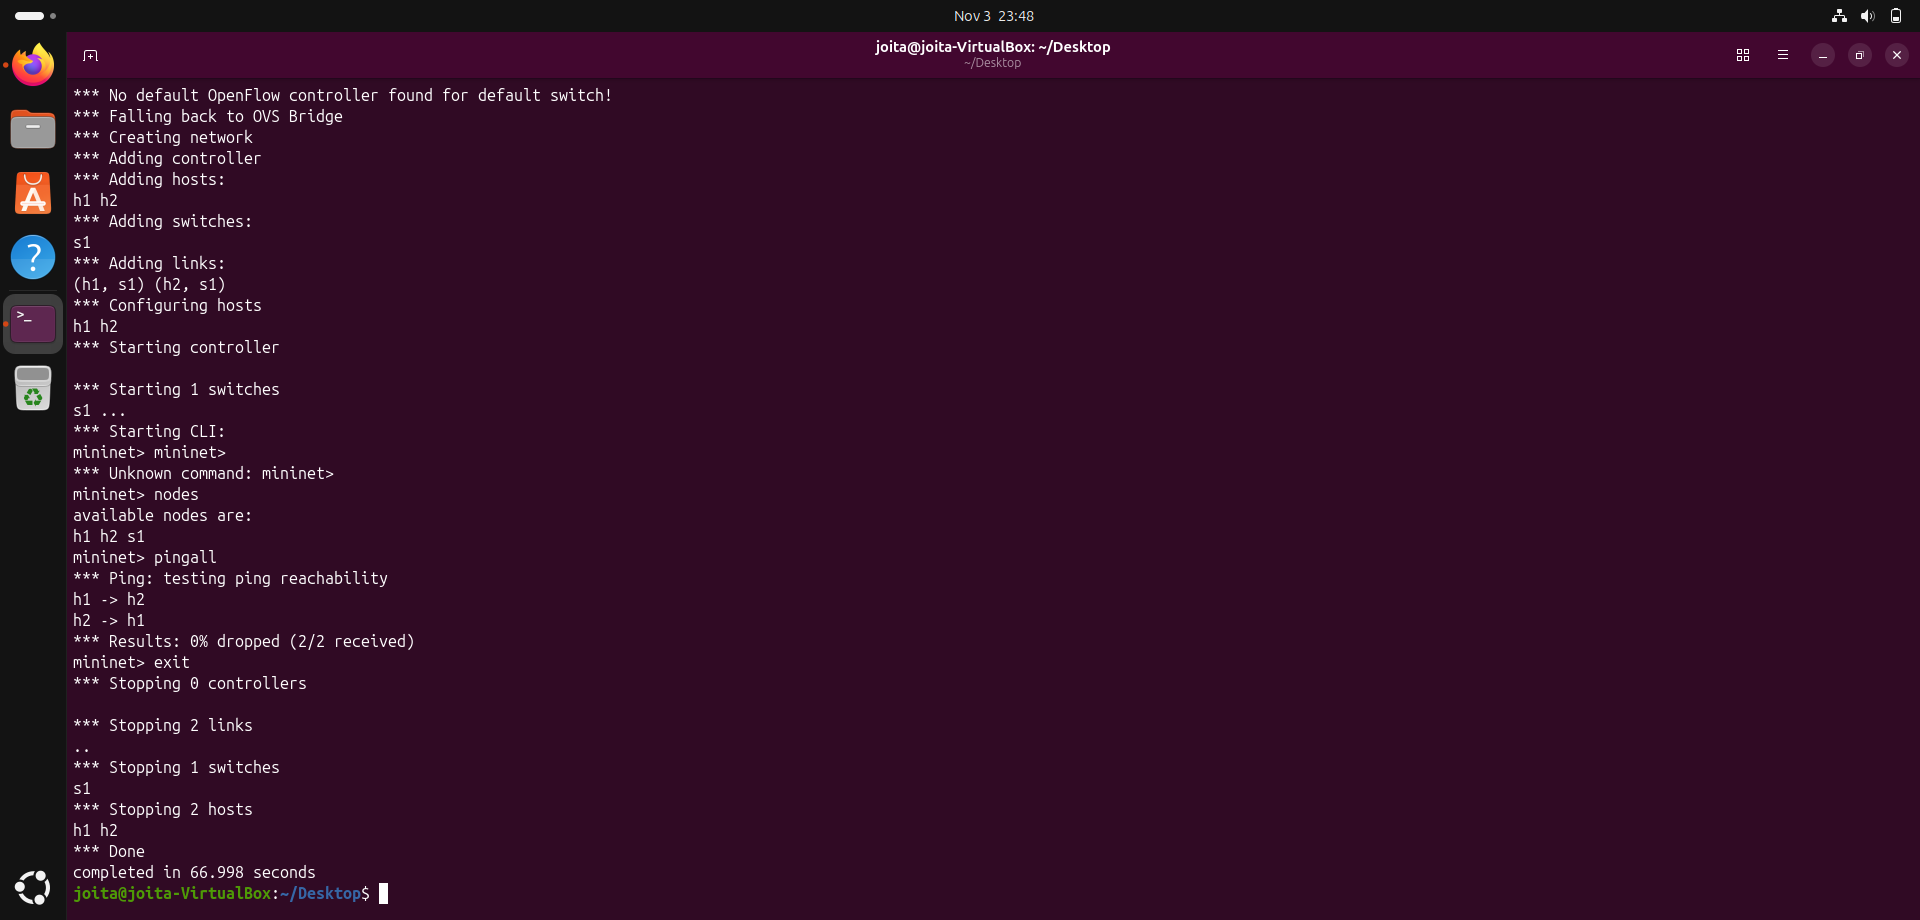 Nov 3 23:48
joita@joita-VirtualBox: ~/Desktop
~/Desktop
*** No default OpenFlow controller found for default switch!
*** Falling back to OVS Bridge
*** Creating network
*** Adding controller
*** Adding hosts:
h1 h2
*** Adding switches:
s1
*** Adding links:
(h1, s1) (h2, s1)
*** Configuring hosts
h1 h2
*** Starting controller
*** Starting 1 switches
s1 ...
*** Starting CLI:
mininet> mininet>
*** Unknown command: mininet>
mininet> nodes
available nodes are:
h1 h2 s1
mininet> pingall
*** Ping: testing ping reachability
h1 -> h2
h2 -> h1
*** Results: 0% dropped (2/2 received)
mininet> exit
*** Stopping 0 controllers
*** Stopping 2 links
..
*** Stopping 1 switches
s1
*** Stopping 2 hosts
h1 h2
*** Done
completed in 66.998 seconds
joita@joita-VirtualBox:~/Desktop$